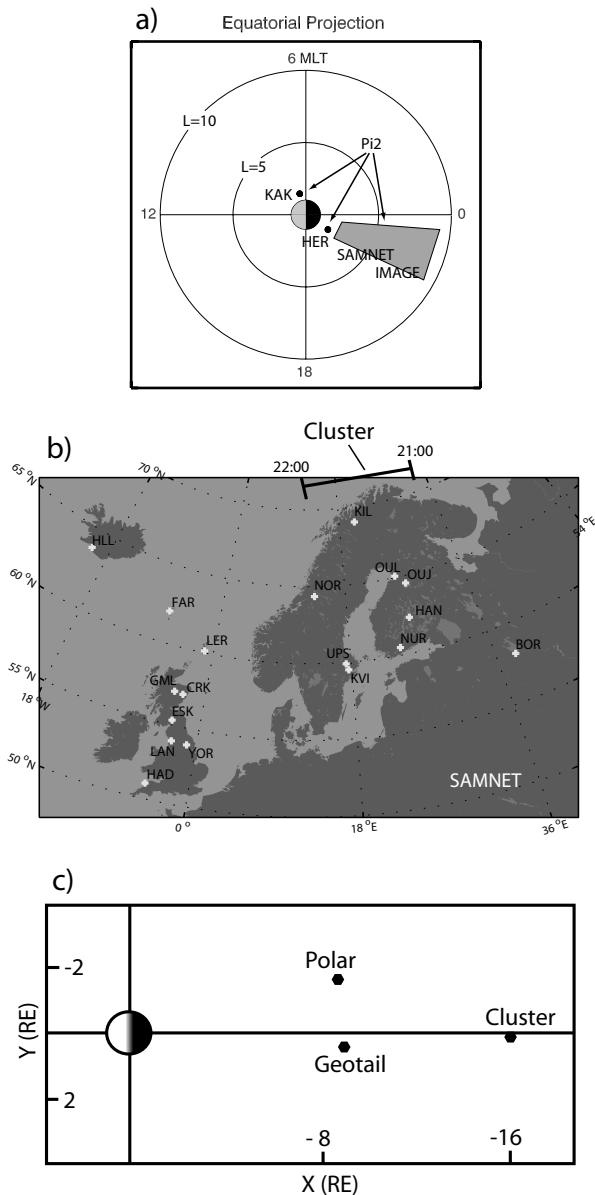 a)
Equatorial Projection
6 MLT
L=10
Pi2
L=5
KAK
12
0
HER
SAMNET
IMAGE
18
b)
Cluster
22:00
21:00
65 °N
70 °N
54 °E
KIL
HLL
OUL
OUJ
60 °N
NOR
FAR
HAN
LER
NUR
BOR
UPS
55 °N
GML
CRK
KVI
18 °W
ESK
LAN
YOR
50 °N
HAD
SAMNET
0°
18 °E
36 °E
c)
-2
Polar
Y (RE)
Cluster
Geotail
2
- 8
-16
X (RE)